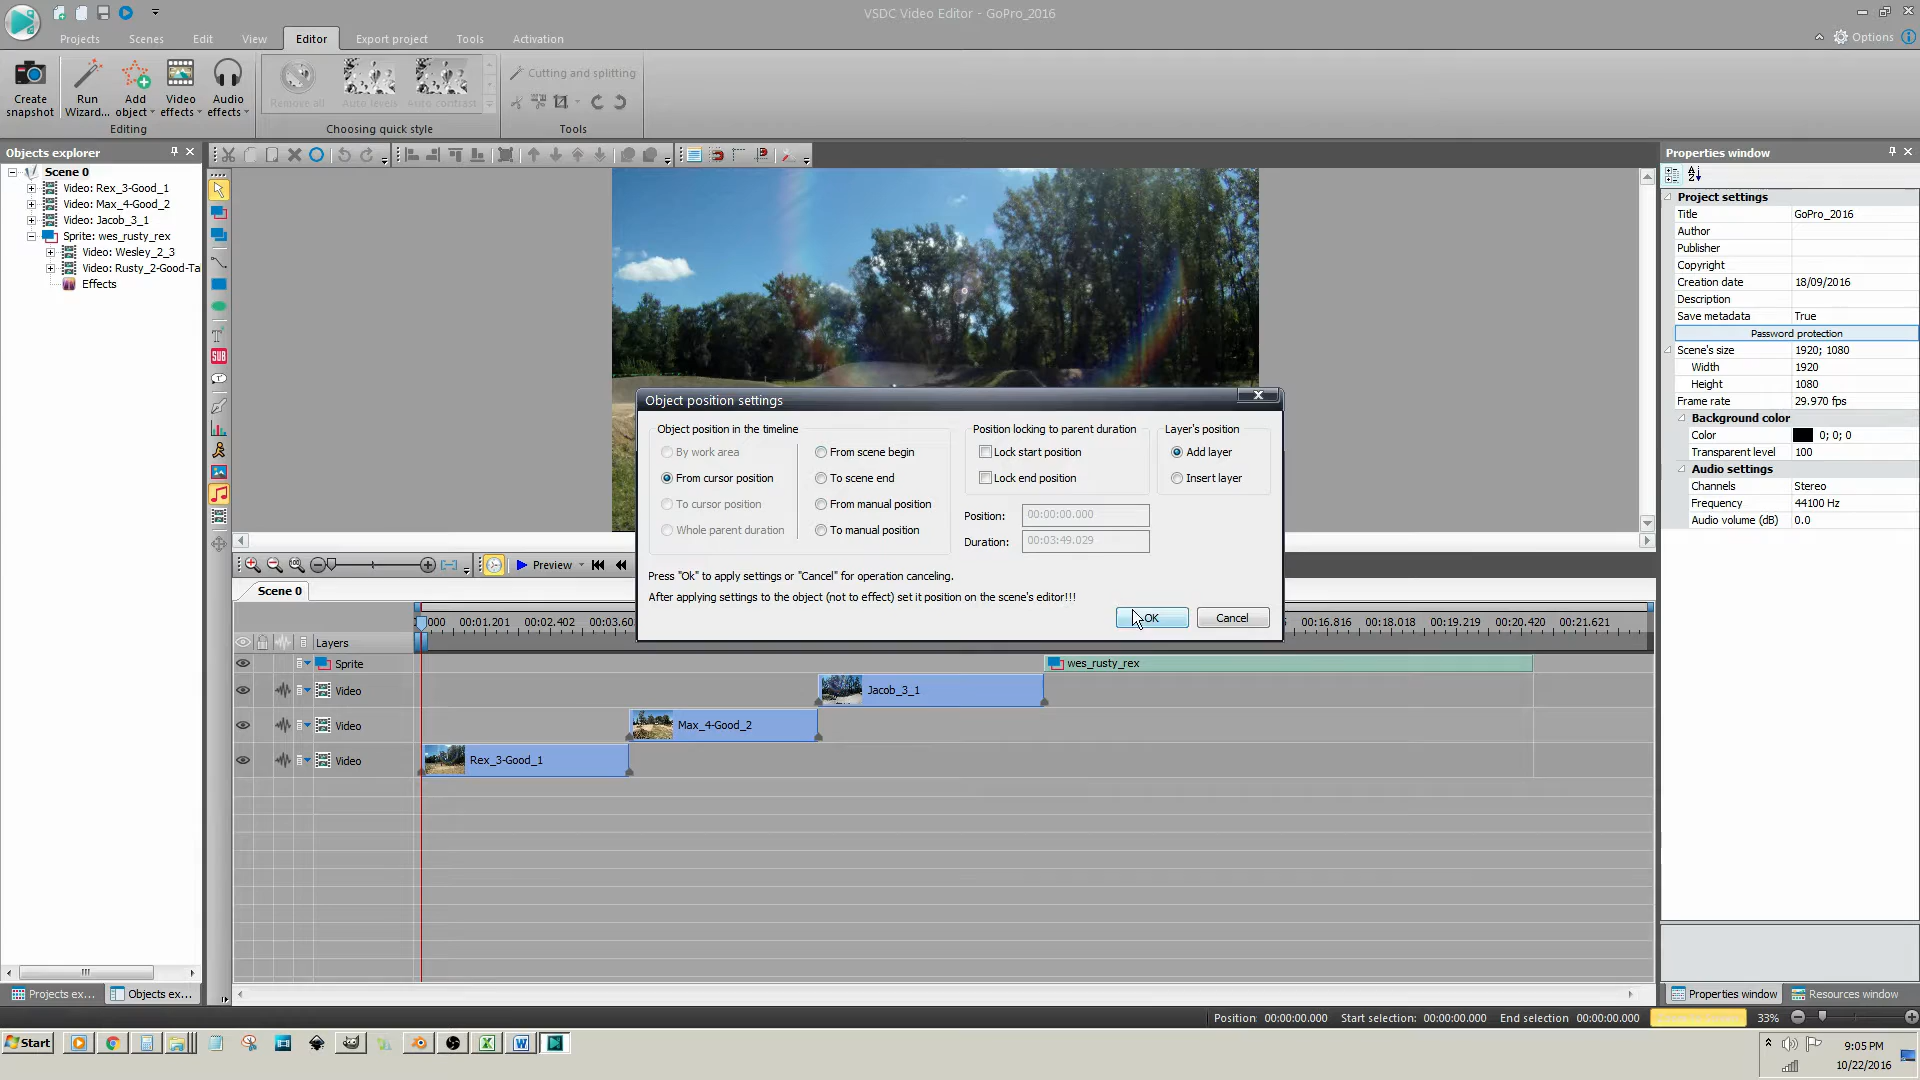 VSDC Video Editor - GoPro_2016
Projects Scenes Edit View Editor Export project Tools Activation
Options
Create snapshot
Run Wizard...
Add object
Video effects
Audio effects
Editing
Remove all
Auto levels
Auto contrast
Choosing quick style
Cutting and splitting
Tools
Objects explorer
Scene 0
Video: Rex_3-Good_1
Video: Max_4-Good_2
Video: Jacob_3_1
Sprite: wes_rusty_rex
Video: Wesley_2_3
Video: Rusty_2-Good-Ta
Effects
T
SUB
T
Projects ex...
Objects ex...
Object position settings
Object position in the timeline
By work area
From cursor position
To cursor position
Whole parent duration
From scene begin
To scene end
From manual position
To manual position
Position locking to parent duration
Lock start position
Lock end position
Layer's position
Add layer
Insert layer
Position: 00:00:00.000
Duration: 00:03:49.029
Press "Ok" to apply settings or "Cancel" for operation canceling.
After applying settings to the object (not to effect) set it position on the scene's editor!!!
OK
Cancel
Preview
Scene 0
000 00:01.201 00:02.402 00:03.60
00:16.816 00:18.018 00:19.219 00:20.420 00:21.621
Layers
Sprite
wes_rusty_rex
Video
Jacob_3_1
Video
Max_4-Good_2
Video
Rex_3-Good_1
Properties window
Project settings
Title GoPro_2016
Author
Publisher
Copyright
Creation date 18/09/2016
Description
Save metadata True
Password protection
Scene's size 1920; 1080
Width 1920
Height 1080
Frame rate 29.970 fps
Background color
Color 0; 0; 0
Transparent level 100
Audio settings
Channels Stereo
Frequency 44100 Hz
Audio volume (dB) 0.0
Properties window
Resources window
Position: 00:00:00.000 Start selection: 00:00:00.000 End selection 00:00:00.000 33%
Start
9:05 PM
10/22/2016